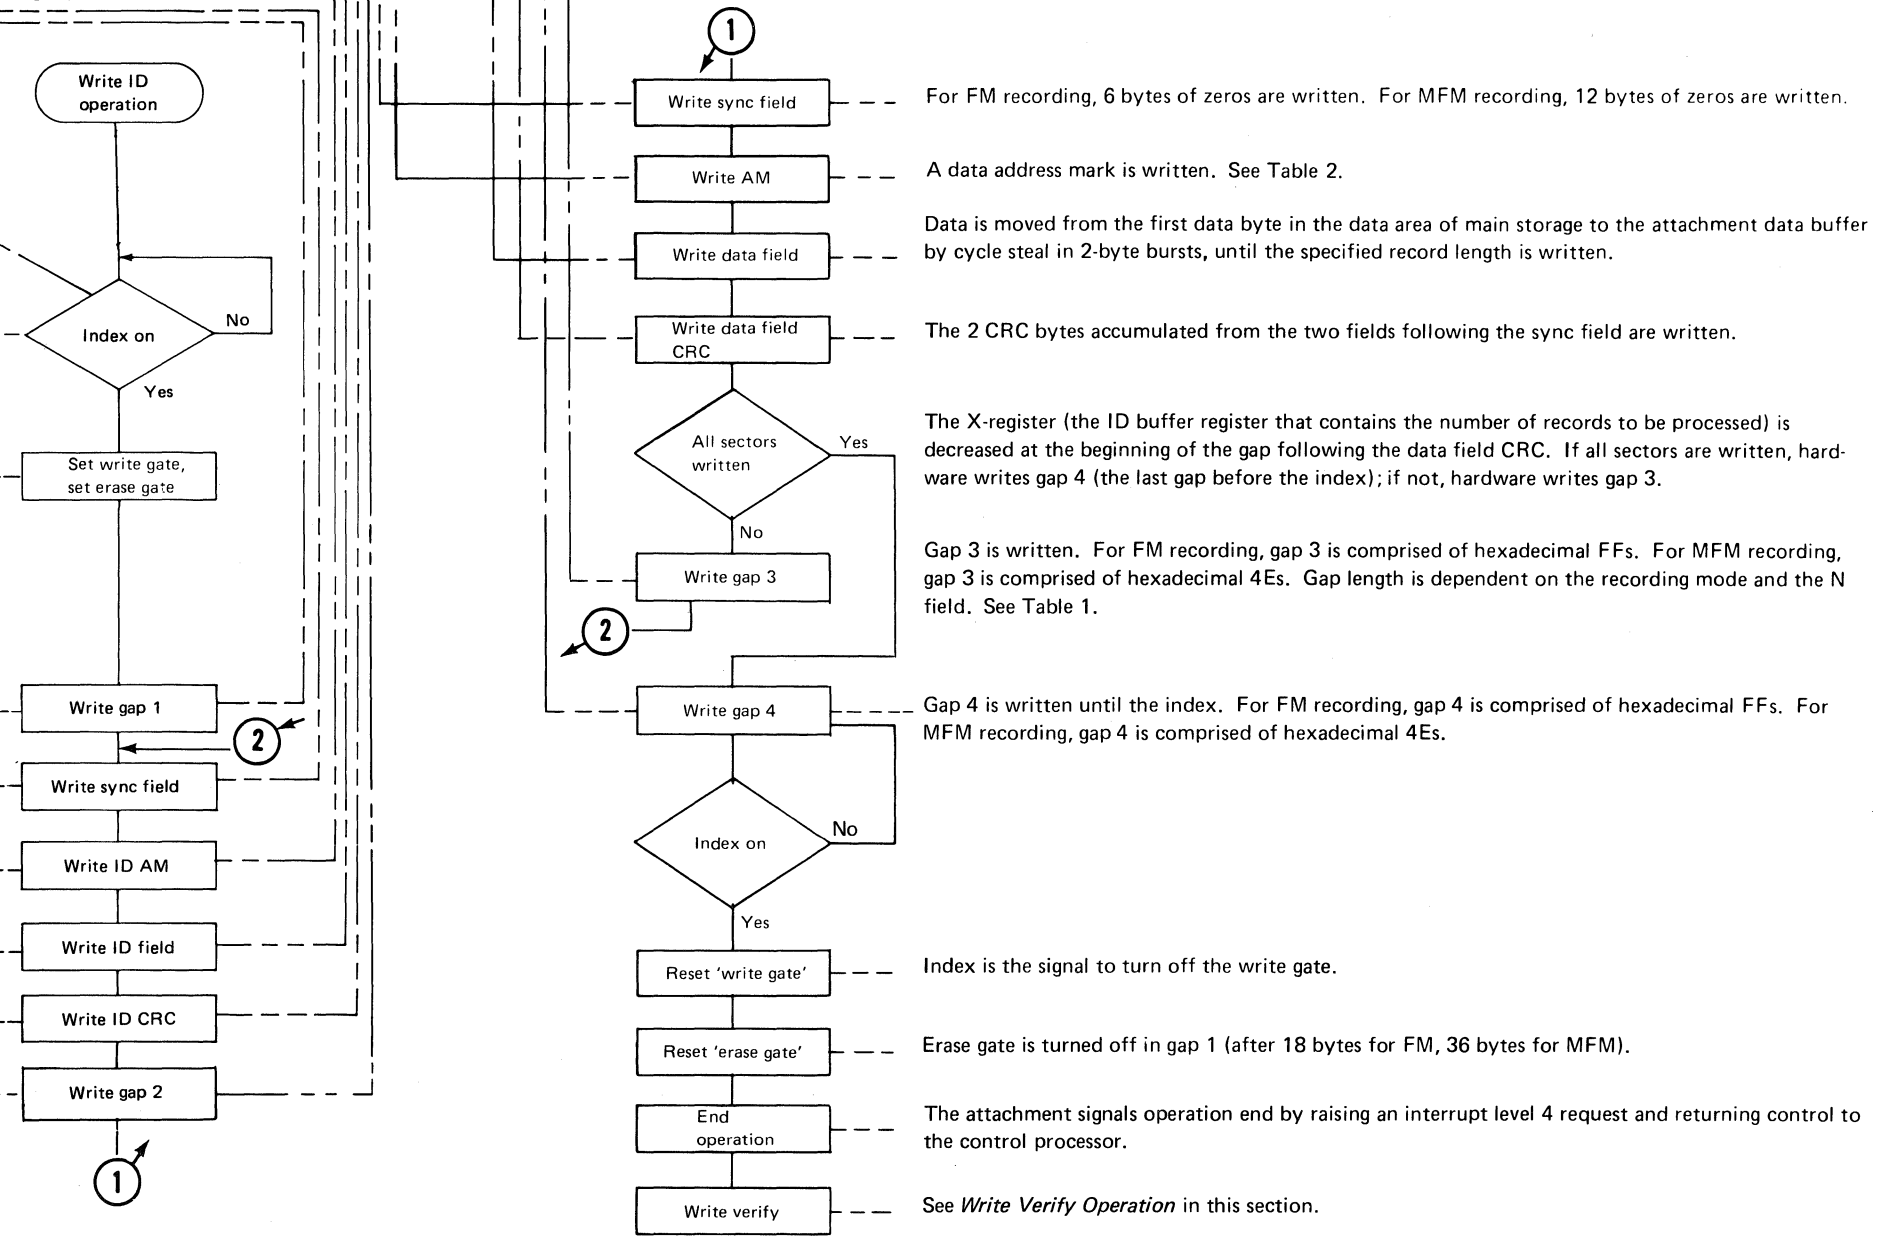 Write ID
operation
Index on
No
Yes
Set write gate,
set erase gate
Write gap 1
2
Write sync field
Write ID AM
Write ID field
Write ID CRC
Write gap 2
1
1
Write sync field
For FM recording, 6 bytes of zeros are written. For MFM recording, 12 bytes of zeros are written.
Write AM
A data address mark is written. See Table 2.
Write data field
Data is moved from the first data byte in the data area of main storage to the attachment data buffer
by cycle steal in 2-byte bursts, until the specified record length is written.
Write data field
CRC
The 2 CRC bytes accumulated from the two fields following the sync field are written.
All sectors
written
Yes
No
The X-register (the ID buffer register that contains the number of records to be processed) is
decreased at the beginning of the gap following the data field CRC. If all sectors are written, hard-
ware writes gap 4 (the last gap before the index); if not, hardware writes gap 3.
Write gap 3
Gap 3 is written. For FM recording, gap 3 is comprised of hexadecimal FFs. For MFM recording,
gap 3 is comprised of hexadecimal 4Es. Gap length is dependent on the recording mode and the N
field. See Table 1.
2
Write gap 4
Gap 4 is written until the index. For FM recording, gap 4 is comprised of hexadecimal FFs. For
MFM recording, gap 4 is comprised of hexadecimal 4Es.
Index on
No
Yes
Reset 'write gate'
Index is the signal to turn off the write gate.
Reset 'erase gate'
Erase gate is turned off in gap 1 (after 18 bytes for FM, 36 bytes for MFM).
End
operation
The attachment signals operation end by raising an interrupt level 4 request and returning control to
the control processor.
Write verify
See Write Verify Operation in this section.